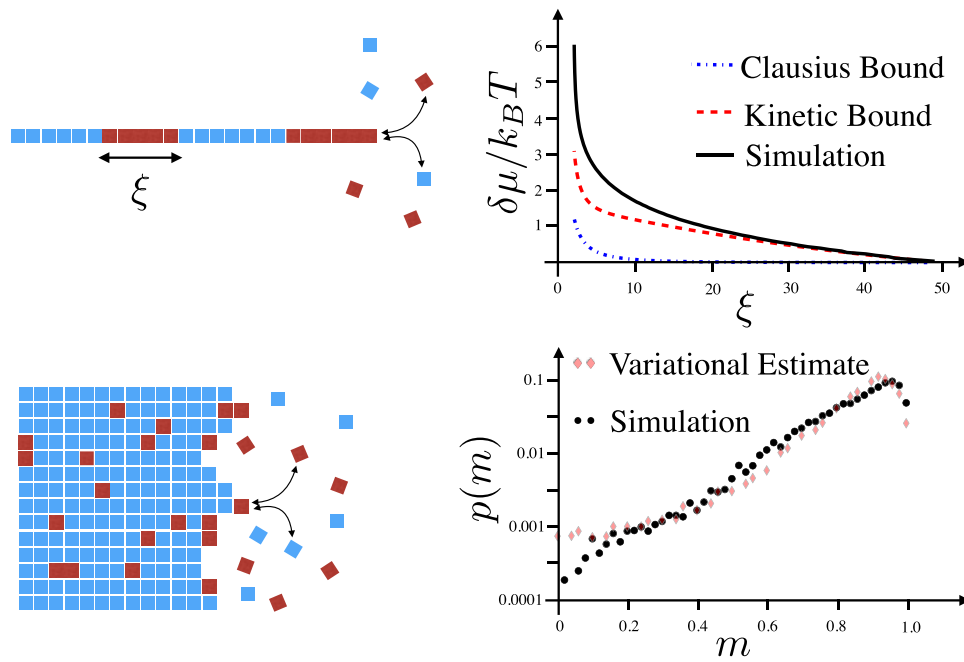 ξ
δμ/k_BT
6
5
4
3
2
1
Clausius Bound
Kinetic Bound
Simulation
0
10
20
30
40
50
ξ
p(m)
0.1
0.01
0.001
0.0001
Variational Estimate
Simulation
0
0.2
0.4
0.6
0.8
1.0
m